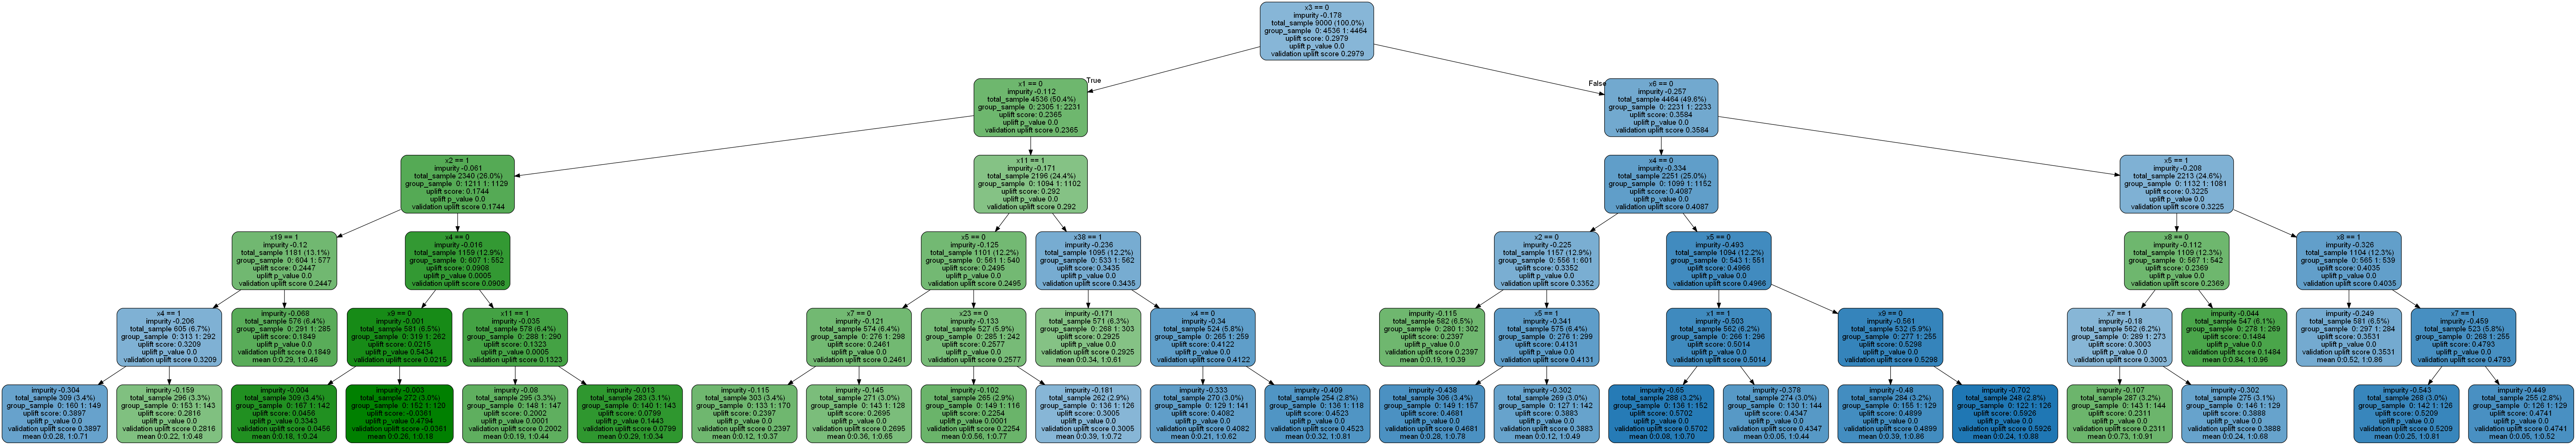 x3 == 0
impurity -0.178
total_sample 9000 (100.0%)
group_sample 0: 4536 1: 4464
uplift score: 0.2979
uplift p_value 0.0
validation uplift score 0.2979
True
False
x1 == 0
impurity -0.112
total_sample 4536 (50.4%)
group_sample 0: 2305 1: 2231
uplift score: 0.2365
uplift p_value 0.0
validation uplift score 0.2365
x6 == 0
impurity -0.257
total_sample 4464 (49.6%)
group_sample 0: 2231 1: 2233
uplift score: 0.3584
uplift p_value 0.0
validation uplift score 0.3584
x2 == 1
impurity -0.061
total_sample 2340 (26.0%)
group_sample 0: 1211 1: 1129
uplift score: 0.1744
uplift p_value 0.0
validation uplift score 0.1744
x11 == 1
impurity -0.171
total_sample 2196 (24.4%)
group_sample 0: 1094 1: 1102
uplift score: 0.292
uplift p_value 0.0
validation uplift score 0.292
x4 == 0
impurity -0.334
total_sample 2251 (25.0%)
group_sample 0: 1099 1: 1152
uplift score: 0.4087
uplift p_value 0.0
validation uplift score 0.4087
x5 == 1
impurity -0.208
total_sample 2213 (24.6%)
group_sample 0: 1132 1: 1081
uplift score: 0.3225
uplift p_value 0.0
validation uplift score 0.3225
x19 == 1
impurity -0.12
total_sample 1181 (13.1%)
group_sample 0: 604 1: 577
uplift score: 0.2447
uplift p_value 0.0
validation uplift score 0.2447
x4 == 0
impurity -0.016
total_sample 1159 (12.9%)
group_sample 0: 607 1: 552
uplift score: 0.0908
uplift p_value 0.0005
validation uplift score 0.0908
x5 == 0
impurity -0.125
total_sample 1101 (12.2%)
group_sample 0: 561 1: 540
uplift score: 0.2495
uplift p_value 0.0
validation uplift score 0.2495
x38 == 1
impurity -0.236
total_sample 1095 (12.2%)
group_sample 0: 533 1: 562
uplift score: 0.3435
uplift p_value 0.0
validation uplift score 0.3435
x2 == 0
impurity -0.225
total_sample 1157 (12.9%)
group_sample 0: 556 1: 601
uplift score: 0.3352
uplift p_value 0.0
validation uplift score 0.3352
x5 == 0
impurity -0.493
total_sample 1094 (12.2%)
group_sample 0: 543 1: 551
uplift score: 0.4966
uplift p_value 0.0
validation uplift score 0.4966
x8 == 0
impurity -0.112
total_sample 1109 (12.3%)
group_sample 0: 567 1: 542
uplift score: 0.2369
uplift p_value 0.0
validation uplift score 0.2369
x8 == 1
impurity -0.326
total_sample 1104 (12.3%)
group_sample 0: 565 1: 539
uplift score: 0.4035
uplift p_value 0.0
validation uplift score 0.4035
x4 == 1
impurity -0.206
total_sample 605 (6.7%)
group_sample 0: 313 1: 292
uplift score: 0.3209
uplift p_value 0.0
validation uplift score 0.3209
impurity -0.068
total_sample 576 (6.4%)
group_sample 0: 291 1: 285
uplift score: 0.1849
uplift p_value 0.0
validation uplift score 0.1849
mean 0:0.29, 1:0.46
x9 == 0
impurity -0.001
total_sample 581 (6.5%)
group_sample 0: 319 1: 262
uplift score: 0.0215
uplift p_value 0.5434
validation uplift score 0.0215
x11 == 1
impurity -0.035
total_sample 578 (6.4%)
group_sample 0: 288 1: 290
uplift score: 0.1323
uplift p_value 0.0005
validation uplift score 0.1323
x7 == 0
impurity -0.121
total_sample 574 (6.4%)
group_sample 0: 276 1: 298
uplift score: 0.2461
uplift p_value 0.0
validation uplift score 0.2461
x23 == 0
impurity -0.133
total_sample 527 (5.9%)
group_sample 0: 285 1: 242
uplift score: 0.2577
uplift p_value 0.0
validation uplift score 0.2577
impurity -0.171
total_sample 571 (6.3%)
group_sample 0: 268 1: 303
uplift score: 0.2925
uplift p_value 0.0
validation uplift score 0.2925
mean 0:0.34, 1:0.61
x4 == 0
impurity -0.34
total_sample 524 (5.8%)
group_sample 0: 265 1: 259
uplift score: 0.4122
uplift p_value 0.0
validation uplift score 0.4122
impurity -0.115
total_sample 582 (6.5%)
group_sample 0: 280 1: 302
uplift score: 0.2397
uplift p_value 0.0
validation uplift score 0.2397
mean 0:0.19, 1:0.39
x5 == 1
impurity -0.341
total_sample 575 (6.4%)
group_sample 0: 276 1: 299
uplift score: 0.4131
uplift p_value 0.0
validation uplift score 0.4131
x1 == 1
impurity -0.503
total_sample 562 (6.2%)
group_sample 0: 266 1: 296
uplift score: 0.5014
uplift p_value 0.0
validation uplift score 0.5014
x9 == 0
impurity -0.561
total_sample 532 (5.9%)
group_sample 0: 277 1: 255
uplift score: 0.5298
uplift p_value 0.0
validation uplift score 0.5298
x7 == 1
impurity -0.18
total_sample 562 (6.2%)
group_sample 0: 289 1: 273
uplift score: 0.3003
uplift p_value 0.0
validation uplift score 0.3003
impurity -0.044
total_sample 547 (6.1%)
group_sample 0: 278 1: 269
uplift score: 0.1484
uplift p_value 0.0
validation uplift score 0.1484
mean 0:0.84, 1:0.96
impurity -0.249
total_sample 581 (6.5%)
group_sample 0: 297 1: 284
uplift score: 0.3531
uplift p_value 0.0
validation uplift score 0.3531
mean 0:0.52, 1:0.86
x7 == 1
impurity -0.459
total_sample 523 (5.8%)
group_sample 0: 268 1: 255
uplift score: 0.4793
uplift p_value 0.0
validation uplift score 0.4793
impurity -0.304
total_sample 309 (3.4%)
group_sample 0: 160 1: 149
uplift score: 0.3897
uplift p_value 0.0
validation uplift score 0.3897
mean 0:0.28, 1:0.71
impurity -0.159
total_sample 296 (3.3%)
group_sample 0: 153 1: 143
uplift score: 0.2816
uplift p_value 0.0
validation uplift score 0.2816
mean 0:0.22, 1:0.48
impurity -0.004
total_sample 309 (3.4%)
group_sample 0: 167 1: 142
uplift score: 0.0456
uplift p_value 0.3343
validation uplift score 0.0456
mean 0:0.18, 1:0.24
impurity -0.003
total_sample 272 (3.0%)
group_sample 0: 152 1: 120
uplift score: -0.0361
uplift p_value 0.4794
validation uplift score -0.0361
mean 0:0.26, 1:0.18
impurity -0.08
total_sample 295 (3.3%)
group_sample 0: 148 1: 147
uplift score: 0.2002
uplift p_value 0.0001
validation uplift score 0.2002
mean 0:0.19, 1:0.44
impurity -0.013
total_sample 283 (3.1%)
group_sample 0: 140 1: 143
uplift score: 0.0799
uplift p_value 0.1443
validation uplift score 0.0799
mean 0:0.29, 1:0.34
impurity -0.115
total_sample 303 (3.4%)
group_sample 0: 133 1: 170
uplift score: 0.2397
uplift p_value 0.0
validation uplift score 0.2397
mean 0:0.12, 1:0.37
impurity -0.145
total_sample 271 (3.0%)
group_sample 0: 143 1: 128
uplift score: 0.2695
uplift p_value 0.0
validation uplift score 0.2695
mean 0:0.36, 1:0.65
impurity -0.102
total_sample 265 (2.9%)
group_sample 0: 149 1: 116
uplift score: 0.2254
uplift p_value 0.0001
validation uplift score 0.2254
mean 0:0.56, 1:0.77
impurity -0.181
total_sample 262 (2.9%)
group_sample 0: 136 1: 126
uplift score: 0.3005
uplift p_value 0.0
validation uplift score 0.3005
mean 0:0.39, 1:0.72
impurity -0.333
total_sample 270 (3.0%)
group_sample 0: 129 1: 141
uplift score: 0.4082
uplift p_value 0.0
validation uplift score 0.4082
mean 0:0.21, 1:0.62
impurity -0.409
total_sample 254 (2.8%)
group_sample 0: 136 1: 118
uplift score: 0.4523
uplift p_value 0.0
validation uplift score 0.4523
mean 0:0.32, 1:0.81
impurity -0.438
total_sample 306 (3.4%)
group_sample 0: 149 1: 157
uplift score: 0.4681
uplift p_value 0.0
validation uplift score 0.4681
mean 0:0.28, 1:0.78
impurity -0.302
total_sample 269 (3.0%)
group_sample 0: 127 1: 142
uplift score: 0.3883
uplift p_value 0.0
validation uplift score 0.3883
mean 0:0.12, 1:0.49
impurity -0.65
total_sample 288 (3.2%)
group_sample 0: 136 1: 152
uplift score: 0.5702
uplift p_value 0.0
validation uplift score 0.5702
mean 0:0.08, 1:0.70
impurity -0.378
total_sample 274 (3.0%)
group_sample 0: 130 1: 144
uplift score: 0.4347
uplift p_value 0.0
validation uplift score 0.4347
mean 0:0.05, 1:0.44
impurity -0.48
total_sample 284 (3.2%)
group_sample 0: 155 1: 129
uplift score: 0.4899
uplift p_value 0.0
validation uplift score 0.4899
mean 0:0.39, 1:0.86
impurity -0.702
total_sample 248 (2.8%)
group_sample 0: 122 1: 126
uplift score: 0.5926
uplift p_value 0.0
validation uplift score 0.5926
mean 0:0.24, 1:0.88
impurity -0.107
total_sample 287 (3.2%)
group_sample 0: 143 1: 144
uplift score: 0.2311
uplift p_value 0.0
validation uplift score 0.2311
mean 0:0.73, 1:0.91
impurity -0.302
total_sample 275 (3.1%)
group_sample 0: 146 1: 129
uplift score: 0.3888
uplift p_value 0.0
validation uplift score 0.3888
mean 0:0.24, 1:0.68
impurity -0.543
total_sample 268 (3.0%)
group_sample 0: 142 1: 126
uplift score: 0.5209
uplift p_value 0.0
validation uplift score 0.5209
mean 0:0.25, 1:0.81
impurity -0.449
total_sample 255 (2.8%)
group_sample 0: 126 1: 129
uplift score: 0.4741
uplift p_value 0.0
validation uplift score 0.4741
mean 0:0.06, 1:0.52